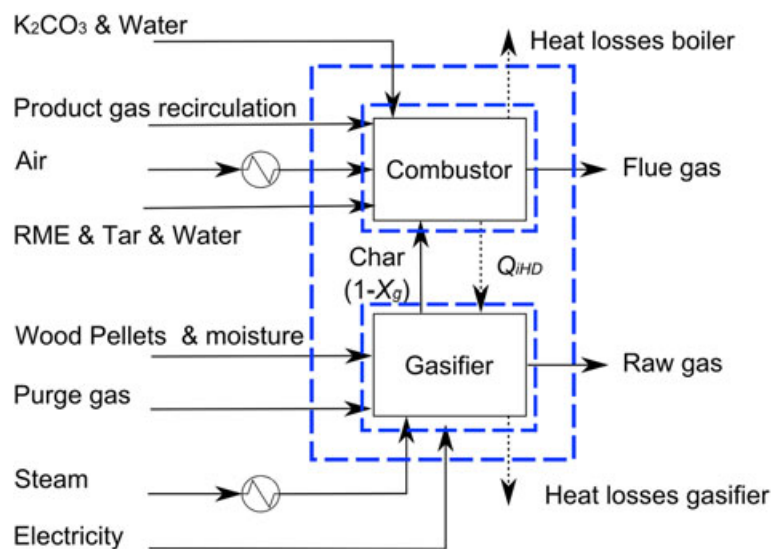 K₂CO₃ & Water
Heat losses boiler
Product gas recirculation
Air
Combustor
Flue gas
RME & Tar & Water
Char
(1-Xg)
QiHD
Wood Pellets & moisture
Gasifier
Raw gas
Purge gas
Steam
Heat losses gasifier
Electricity